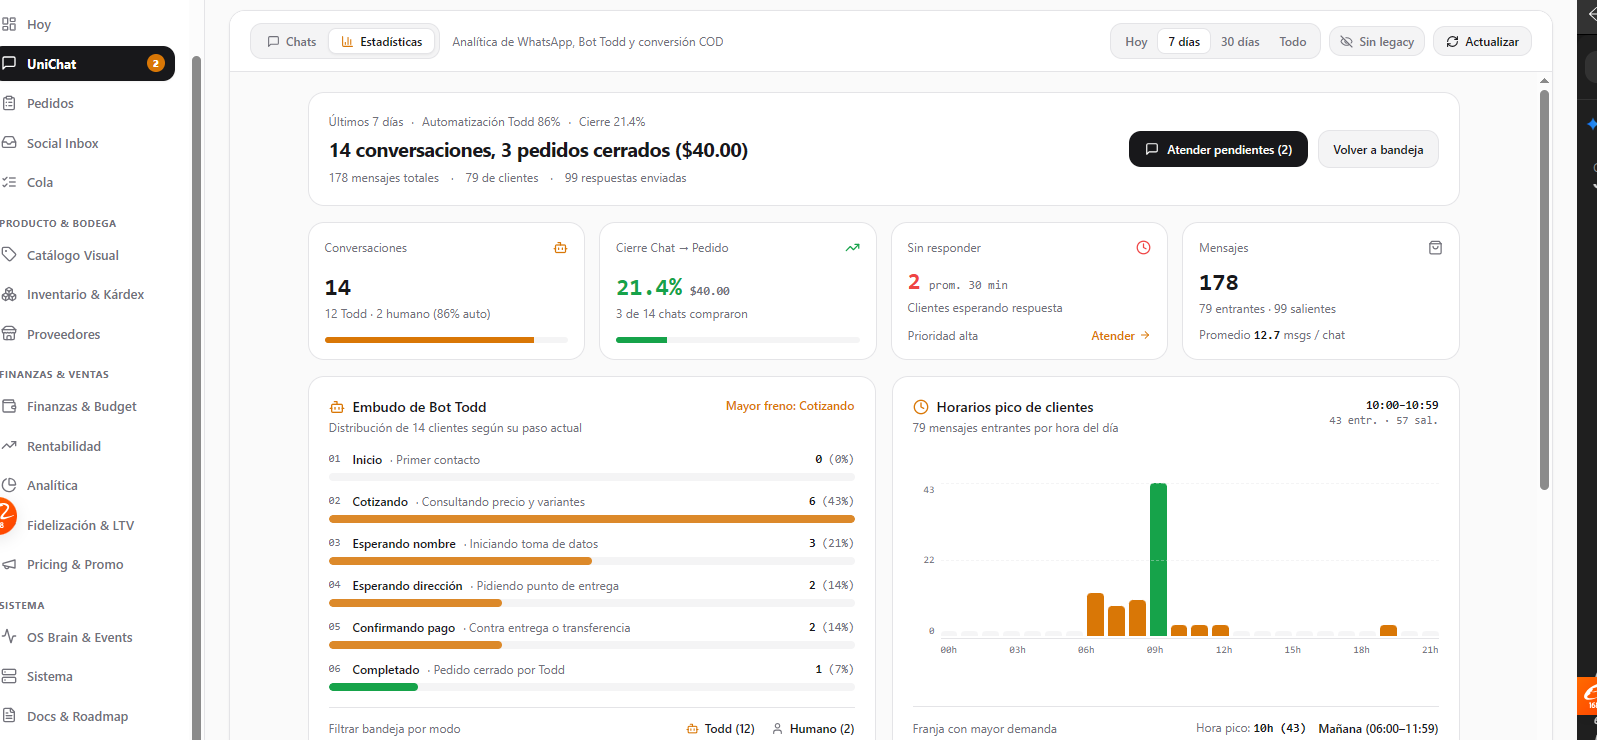 Hoy
UniChat 2
Pedidos
Social Inbox
Cola
PRODUCTO & BODEGA
Catálogo Visual
Inventario & Kárdex
Proveedores
FINANZAS & VENTAS
Finanzas & Budget
Rentabilidad
Analítica
Fidelización & LTV
Pricing & Promo
SISTEMA
OS Brain & Events
Sistema
Docs & Roadmap
Chats Estadísticas Analítica de WhatsApp, Bot Todd y conversión COD
Hoy 7 días 30 días Todo Sin legacy Actualizar
Últimos 7 días · Automatización Todd 86% · Cierre 21.4%
14 conversaciones, 3 pedidos cerrados ($40.00)
178 mensajes totales · 79 de clientes · 99 respuestas enviadas
Atender pendientes (2) Volver a bandeja
Conversaciones
14
12 Todd · 2 humano (86% auto)
Cierre Chat → Pedido
21.4% $40.00
3 de 14 chats compraron
Sin responder
2 prom. 30 min
Clientes esperando respuesta
Prioridad alta Atender →
Mensajes
178
79 entrantes · 99 salientes
Promedio 12.7 msgs / chat
Embudo de Bot Todd Mayor freno: Cotizando
Distribución de 14 clientes según su paso actual
01 Inicio · Primer contacto 0 (0%)
02 Cotizando · Consultando precio y variantes 6 (43%)
03 Esperando nombre · Iniciando toma de datos 3 (21%)
04 Esperando dirección · Pidiendo punto de entrega 2 (14%)
05 Confirmando pago · Contra entrega o transferencia 2 (14%)
06 Completado · Pedido cerrado por Todd 1 (7%)
Filtrar bandeja por modo Todd (12) Humano (2)
Horarios pico de clientes 10:00–10:59
79 mensajes entrantes por hora del día 43 entr. · 57 sal.
43
22
0
00h 03h 06h 09h 12h 15h 18h 21h
Franja con mayor demanda Hora pico: 10h (43) Mañana (06:00–11:59)